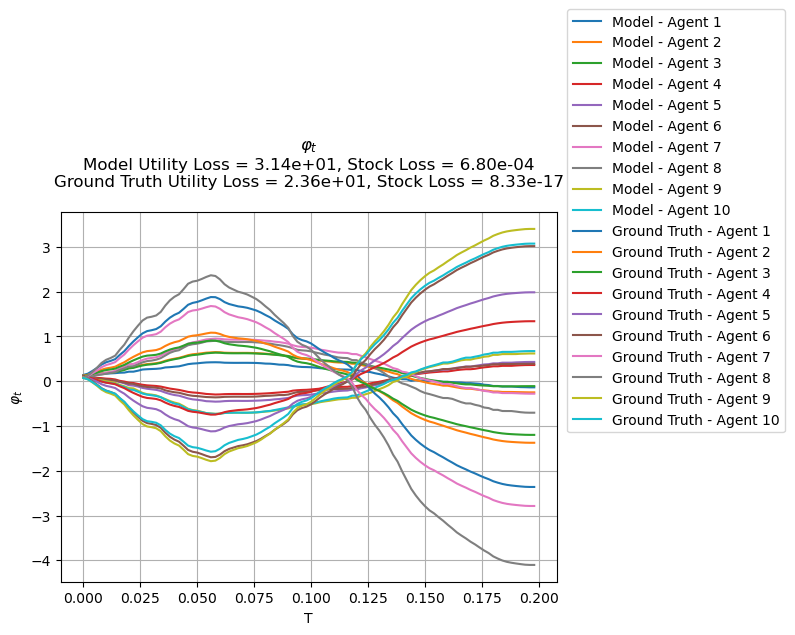 φt
Model Utility Loss = 3.14e+01, Stock Loss = 6.80e-04
Ground Truth Utility Loss = 2.36e+01, Stock Loss = 8.33e-17
Model - Agent 1
Model - Agent 2
Model - Agent 3
Model - Agent 4
Model - Agent 5
Model - Agent 6
Model - Agent 7
Model - Agent 8
Model - Agent 9
Model - Agent 10
Ground Truth - Agent 1
Ground Truth - Agent 2
Ground Truth - Agent 3
Ground Truth - Agent 4
Ground Truth - Agent 5
Ground Truth - Agent 6
Ground Truth - Agent 7
Ground Truth - Agent 8
Ground Truth - Agent 9
Ground Truth - Agent 10
φt
3
2
1
0
−1
−2
−3
−4
0.000 0.025 0.050 0.075 0.100 0.125 0.150 0.175 0.200
T